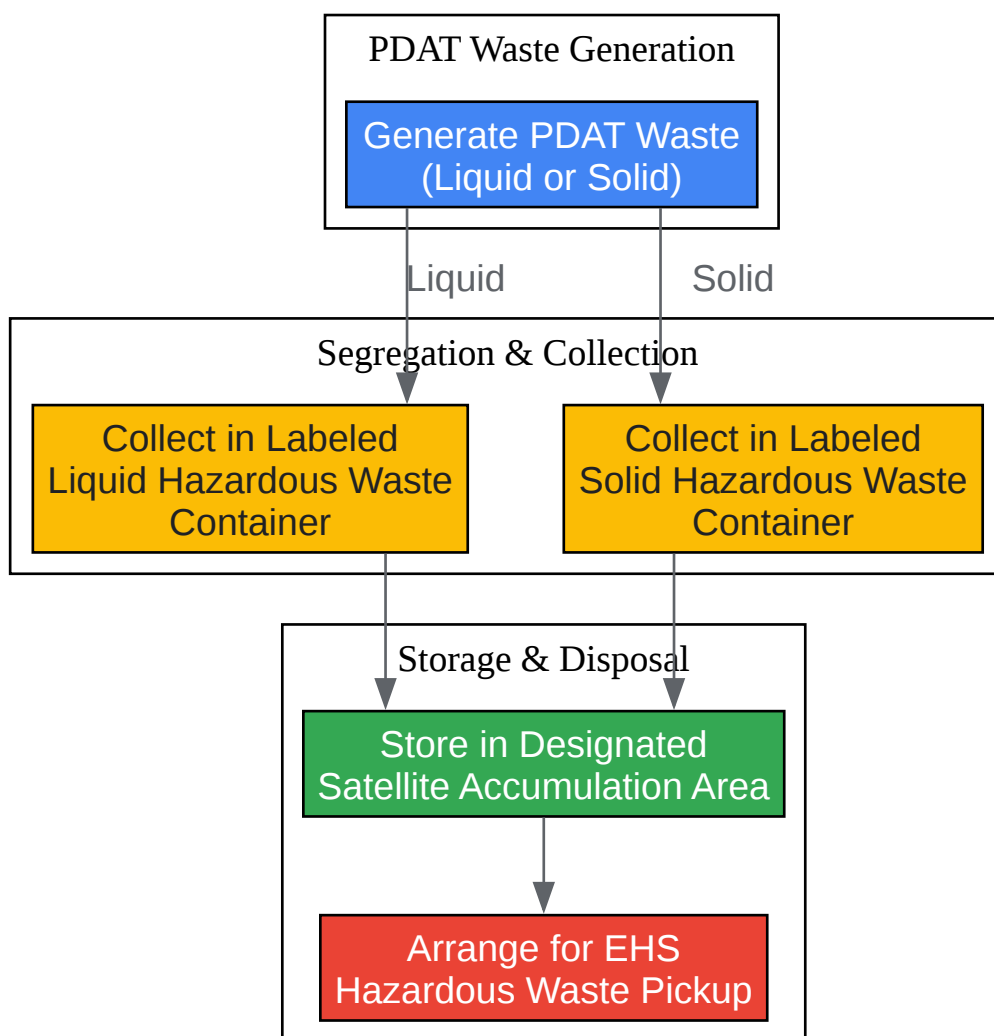 PDAT Waste Generation
Generate PDAT Waste
(Liquid or Solid)
Liquid
Solid
Segregation & Collection
Collect in Labeled
Liquid Hazardous Waste
Container
Collect in Labeled
Solid Hazardous Waste
Container
Storage & Disposal
Store in Designated
Satellite Accumulation Area
Arrange for EHS
Hazardous Waste Pickup